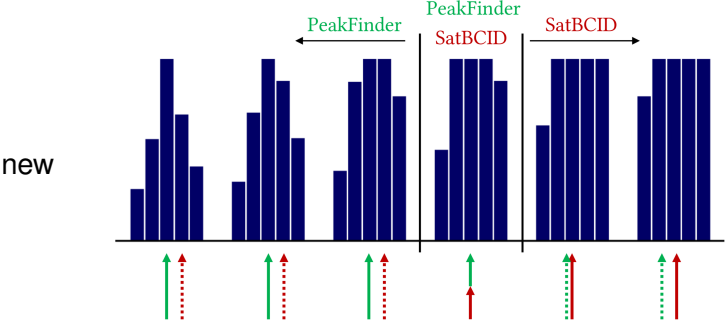 PeakFinder
PeakFinder
SatBCID
SatBCID
new